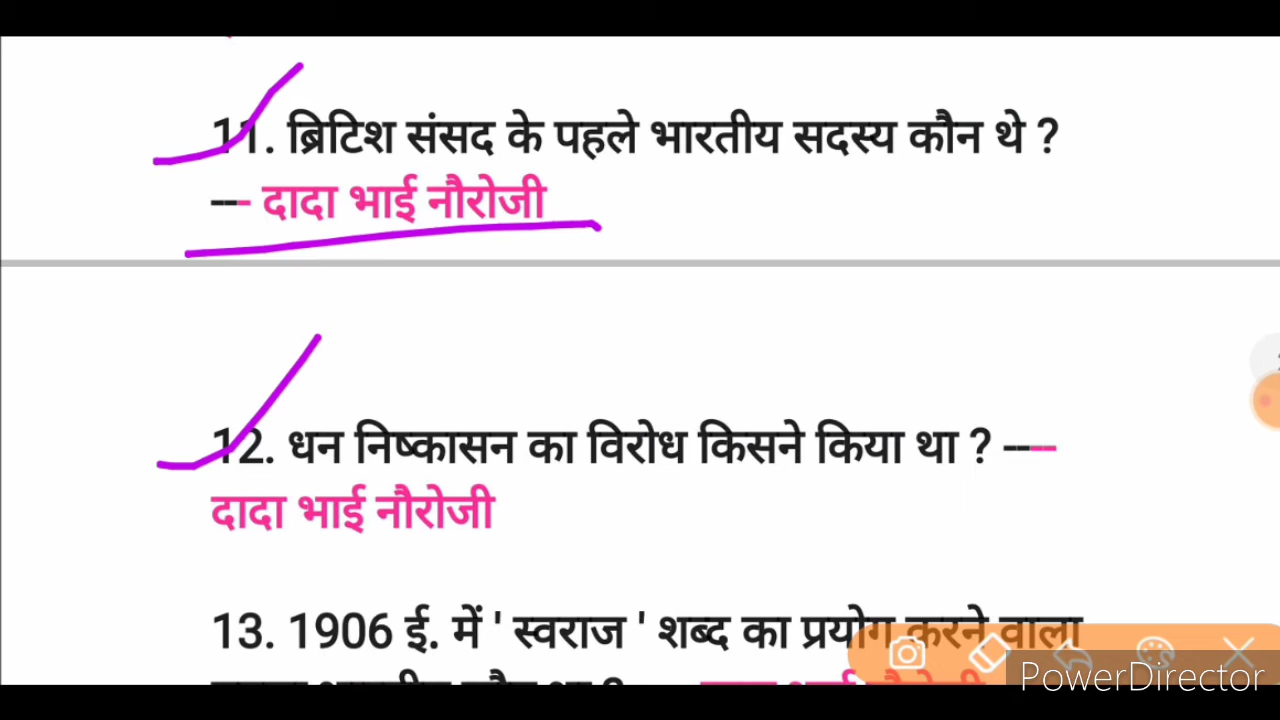 11. ब्रिटिश संसद के पहले भारतीय सदस्य कौन थे ?
--- दादा भाई नौरोजी
12. धन निष्कासन का विरोध किसने किया था ? ----
दादा भाई नौरोजी
13. 1906 ई. में ' स्वराज ' शब्द का प्रयोग करने वाला
PowerDirector